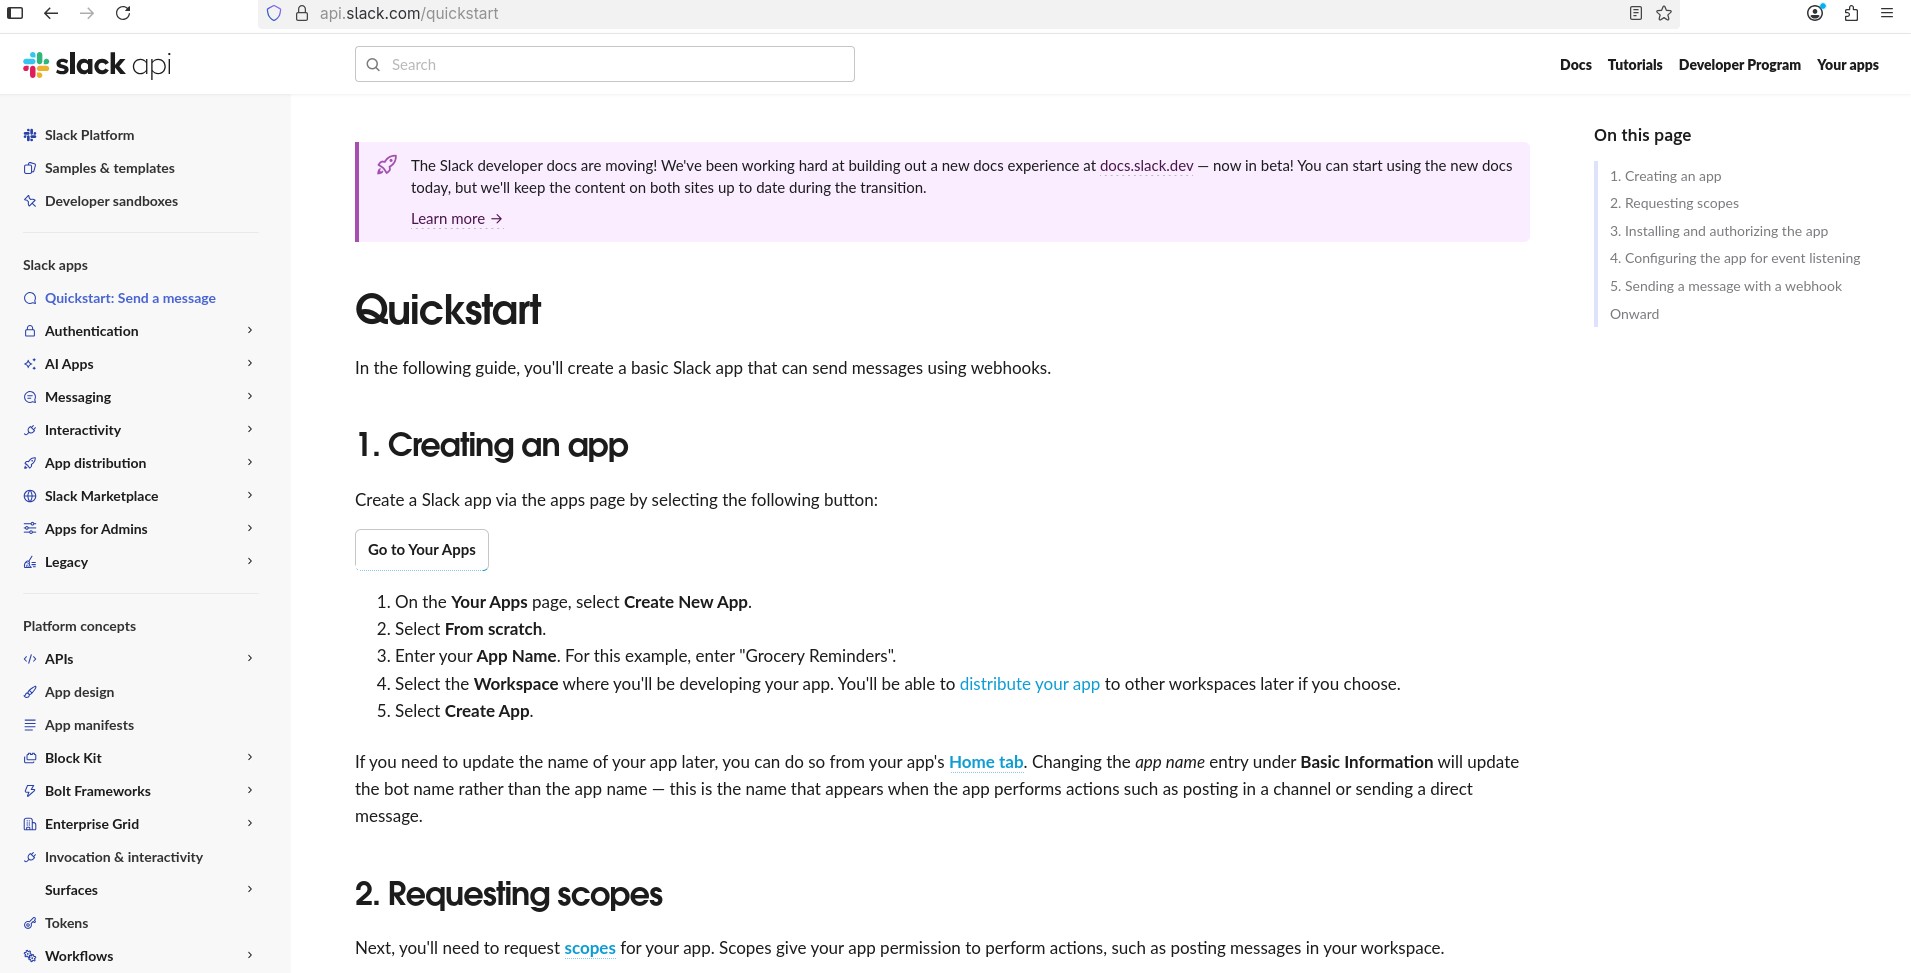 api.slack.com/quickstart
slack api
Search
Docs
Tutorials
Developer Program
Your apps
Slack Platform
Samples & templates
Developer sandboxes
Slack apps
Quickstart: Send a message
Authentication
AI Apps
Messaging
Interactivity
App distribution
Slack Marketplace
Apps for Admins
Legacy
Platform concepts
APIs
App design
App manifests
Block Kit
Bolt Frameworks
Enterprise Grid
Invocation & interactivity
Surfaces
Tokens
Workflows
The Slack developer docs are moving! We've been working hard at building out a new docs experience at docs.slack.dev — now in beta! You can start using the new docs
today, but we'll keep the content on both sites up to date during the transition.
Learn more →
Quickstart
In the following guide, you'll create a basic Slack app that can send messages using webhooks.
1. Creating an app
Create a Slack app via the apps page by selecting the following button:
Go to Your Apps
1. On the Your Apps page, select Create New App.
2. Select From scratch.
3. Enter your App Name. For this example, enter "Grocery Reminders".
4. Select the Workspace where you'll be developing your app. You'll be able to distribute your app to other workspaces later if you choose.
5. Select Create App.
If you need to update the name of your app later, you can do so from your app's Home tab. Changing the app name entry under Basic Information will update
the bot name rather than the app name — this is the name that appears when the app performs actions such as posting in a channel or sending a direct
message.
2. Requesting scopes
Next, you'll need to request scopes for your app. Scopes give your app permission to perform actions, such as posting messages in your workspace.
On this page
1. Creating an app
2. Requesting scopes
3. Installing and authorizing the app
4. Configuring the app for event listening
5. Sending a message with a webhook
Onward